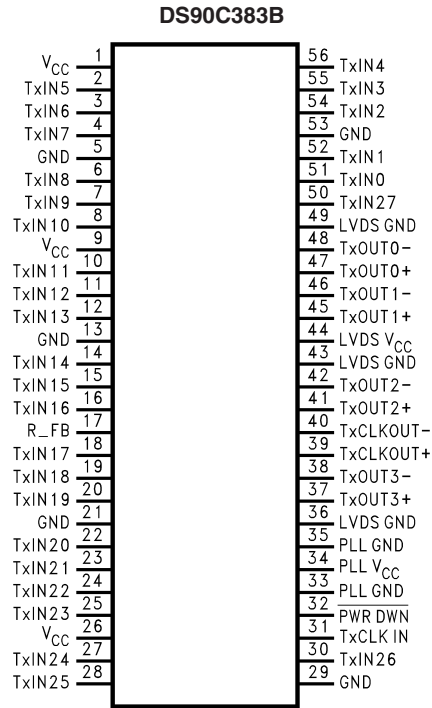 DS90C383B
VCC 1
TxIN5 2
TxIN6 3
TxIN7 4
GND 5
TxIN8 6
TxIN9 7
TxIN10 8
VCC 9
TxIN11 10
TxIN12 11
TxIN13 12
GND 13
TxIN14 14
TxIN15 15
TxIN16 16
R_FB 17
TxIN17 18
TxIN18 19
TxIN19 20
GND 21
TxIN20 22
TxIN21 23
TxIN22 24
TxIN23 25
VCC 26
TxIN24 27
TxIN25 28
56 TxIN4
55 TxIN3
54 TxIN2
53 GND
52 TxIN1
51 TxIN0
50 TxIN27
49 LVDS GND
48 TxOUT0-
47 TxOUT0+
46 TxOUT1-
45 TxOUT1+
44 LVDS VCC
43 LVDS GND
42 TxOUT2-
41 TxOUT2+
40 TxCLKOUT-
39 TxCLKOUT+
38 TxOUT3-
37 TxOUT3+
36 LVDS GND
35 PLL GND
34 PLL VCC
33 PLL GND
32 PWR DWN
31 TxCLK IN
30 TxIN26
29 GND